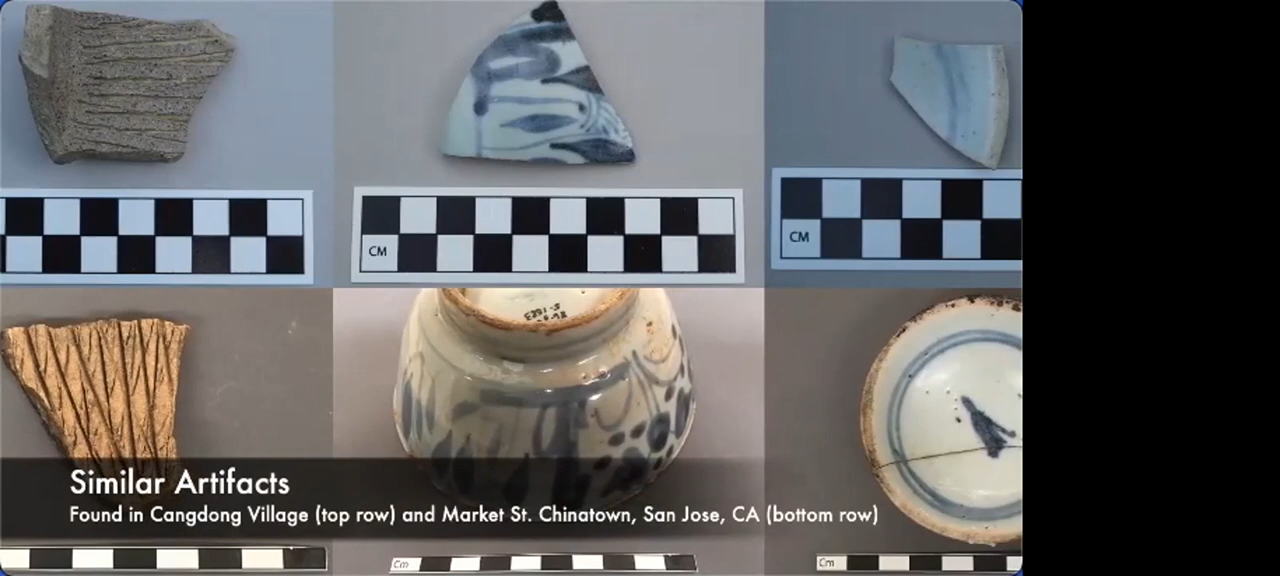 CM
CM
Similar Artifacts
Found in Cangdong Village (top row) and Market St. Chinatown, San Jose, CA (bottom row)
Cm
Cm